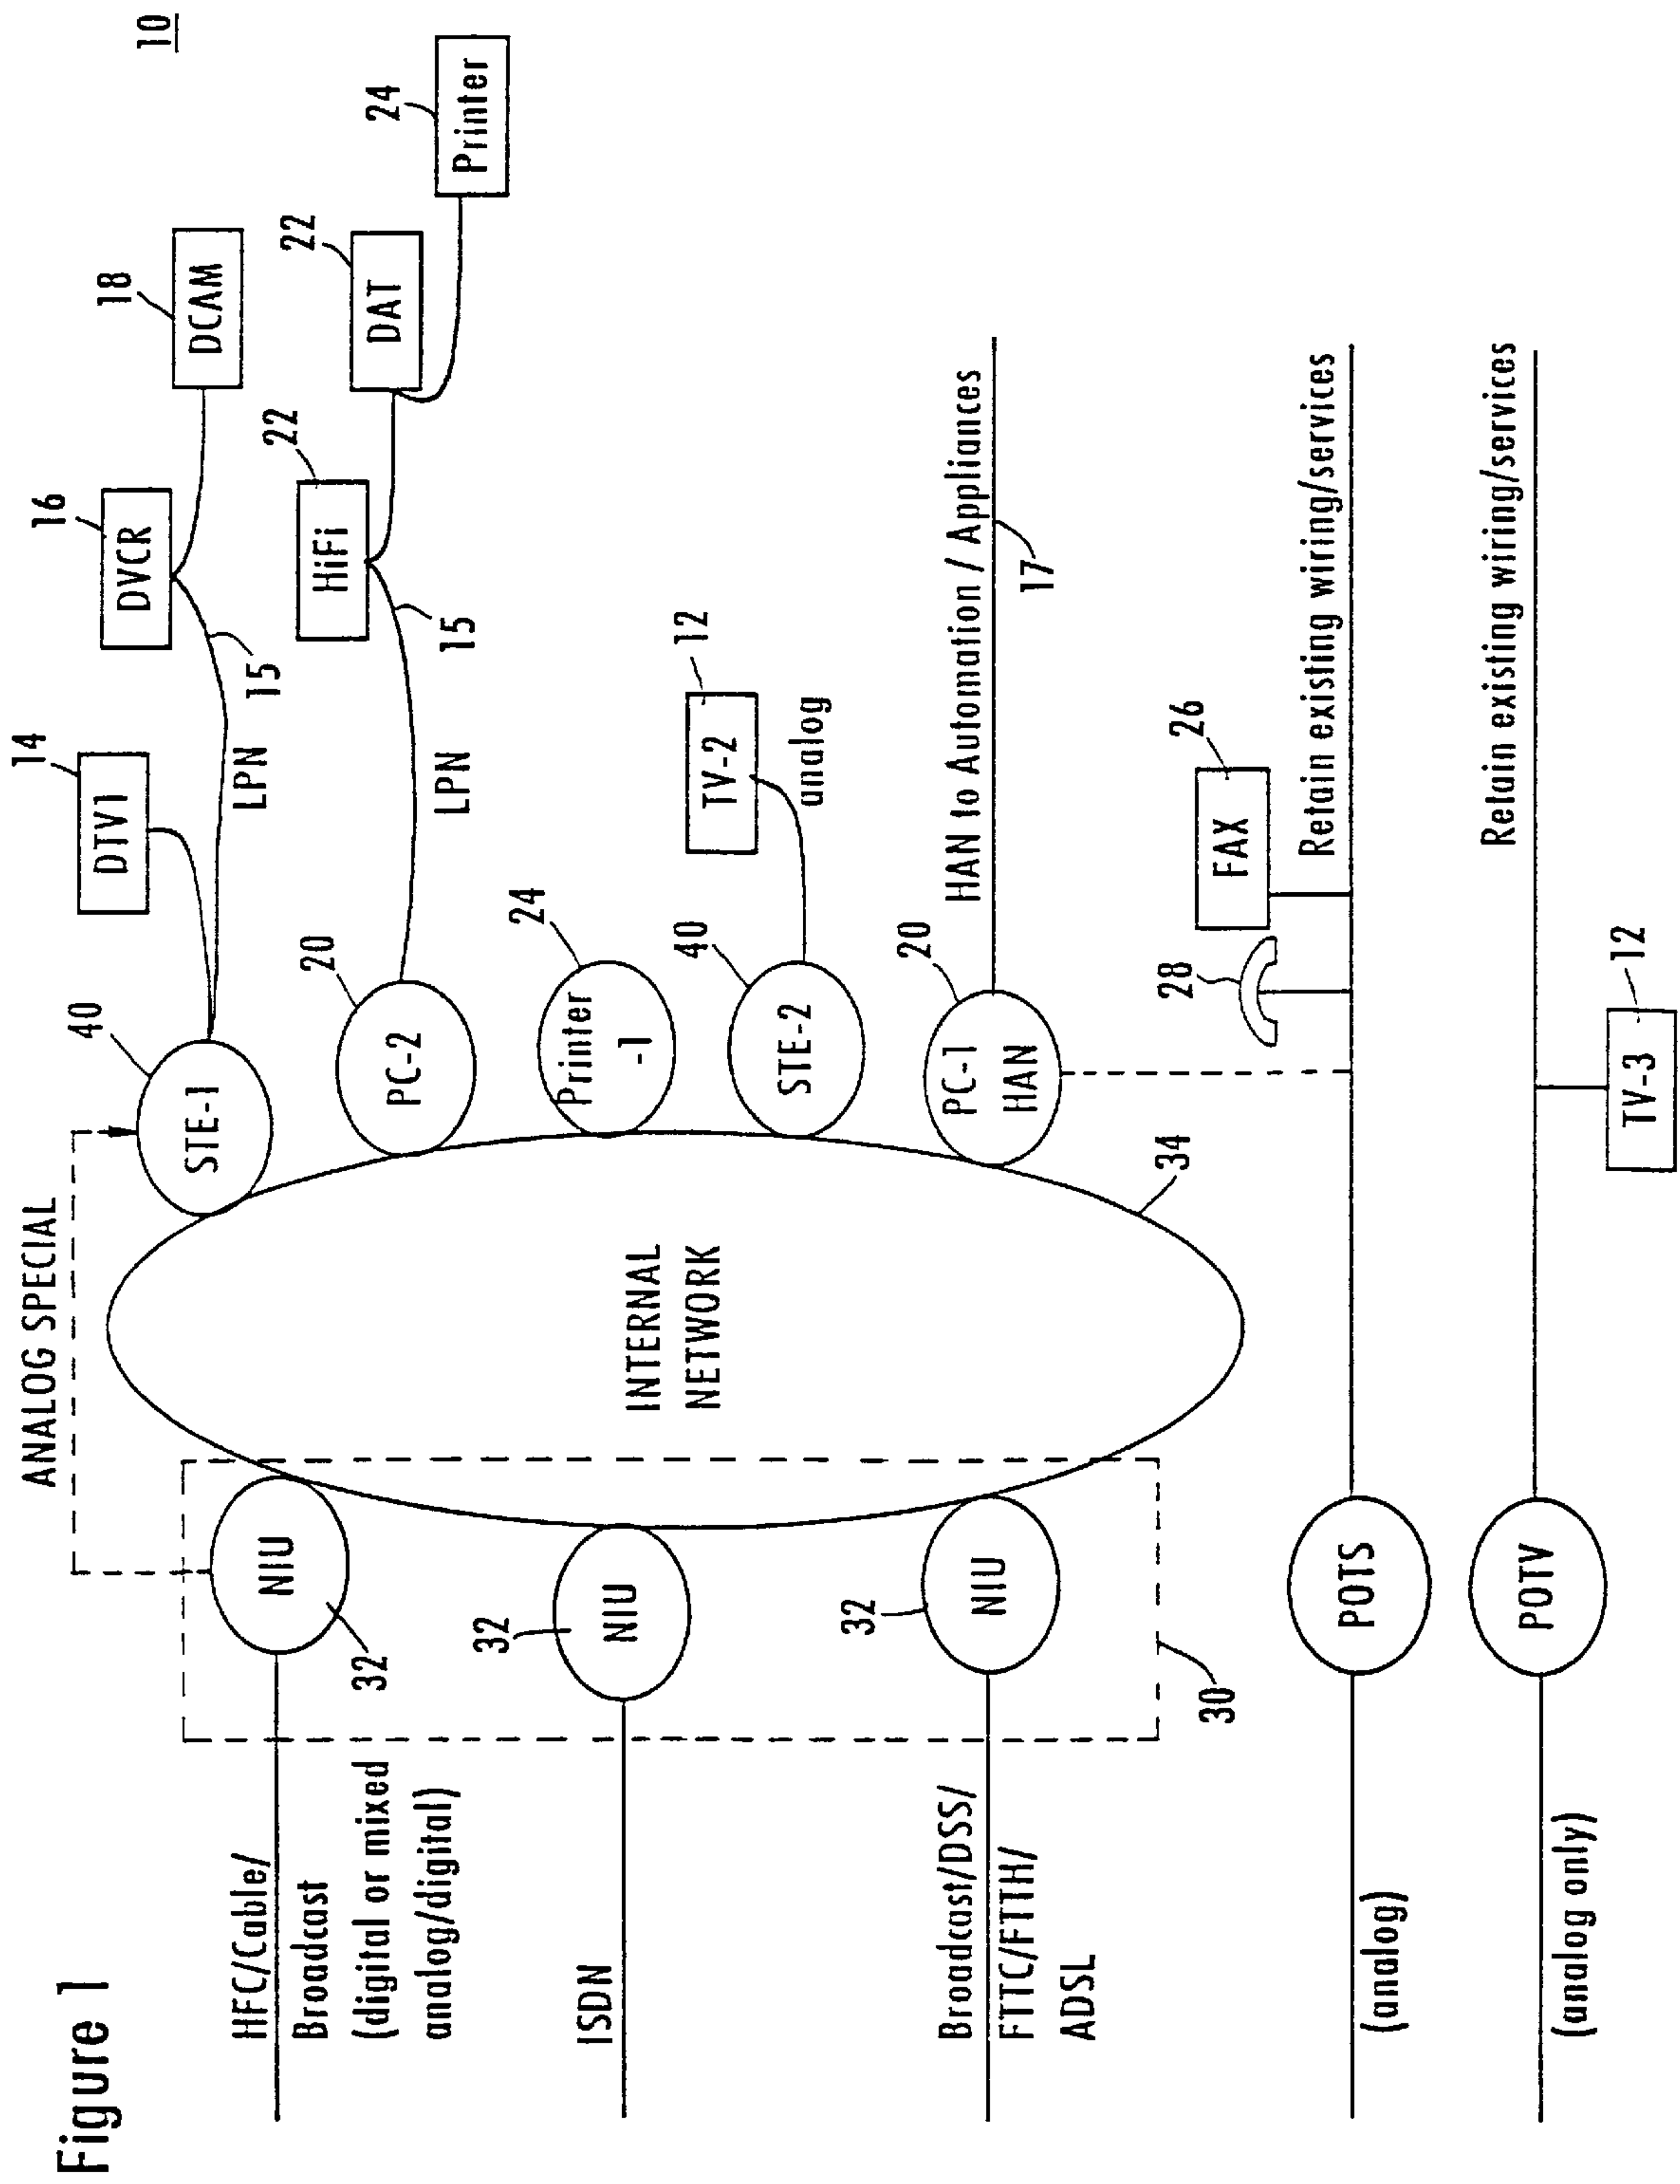 Figure 1
10
ANALOG SPECIAL
HFC/Cable/
Broadcast
(digital or mixed
analog/digital)
NIU
32
40
STE-1
14
DTV1
LPN
15
16
DVCR
18
DCAM
20
PC-2
LPN
15
22
HiFi
22
DAT
24
Printer
ISDN
32
NIU
INTERNAL
NETWORK
24
Printer
-1
40
STE-2
12
TV-2
analog
Broadcast/DSS/
FTTC/FTTH/
ADSL
32
NIU
30
34
20
PC-1
HAN
HAN to Automation / Appliances
17
(analog)
POTS
28
26
FAX
Retain existing wiring/services
(analog only)
POTV
Retain existing wiring/services
12
TV-3